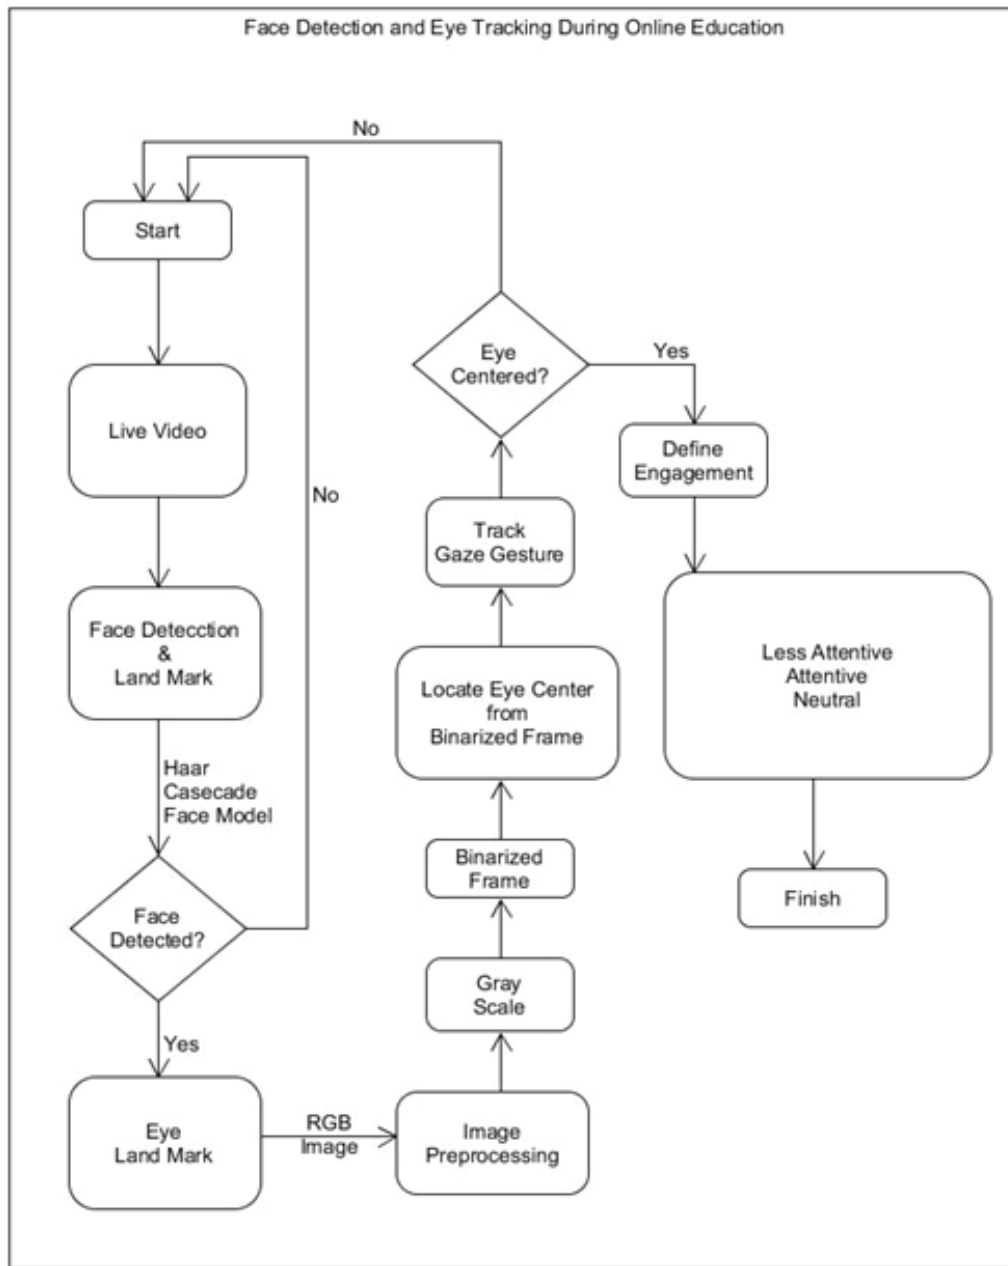 Face Detection and Eye Tracking During Online Education
No
Start
Live Video
No
Face Detecction
&
Land Mark
Haar
Casecade
Face Model
Face
Detected?
Yes
Eye
Land Mark
RGB
Image
Image
Preprocessing
Gray
Scale
Binarized
Frame
Locate Eye Center
from
Binarized Frame
Track
Gaze Gesture
Eye
Centered?
Yes
Define
Engagement
Less Attentive
Attentive
Neutral
Finish